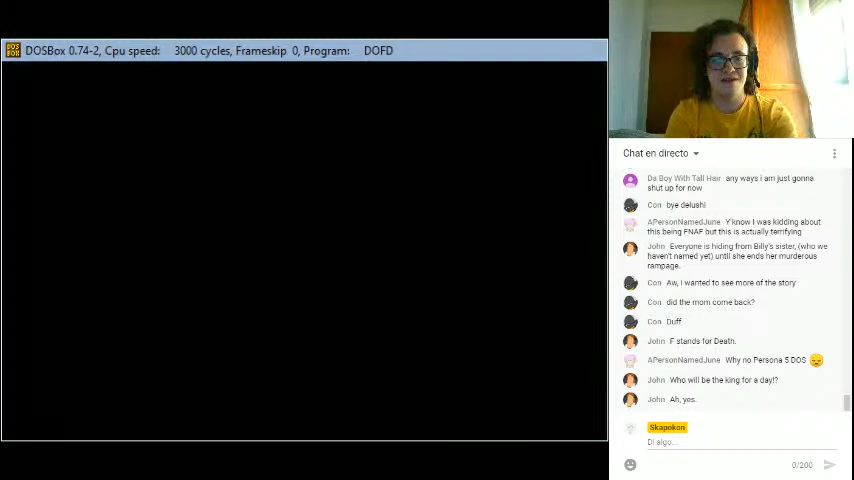 DOSBox 0.74-2, Cpu speed: 3000 cycles, Frameskip 0, Program: DOFD
Chat en directo
Da Boy With Tall Hair any ways i am just gonna
shut up for now
Con bye delushi
APersonNamedJune Y'know I was kidding about
this being FNAF but this is actually terrifying
John Everyone is hiding from Billy's sister, (who we
haven't named yet) until she ends her murderous
rampage.
Con Aw, I wanted to see more of the story
Con did the mom come back?
Con Duff
John F stands for Death.
APersonNamedJune Why no Persona 5 DOS
John Who will be the king for a day!?
John Ah, yes.
Skapokon
Di algo...
0/200